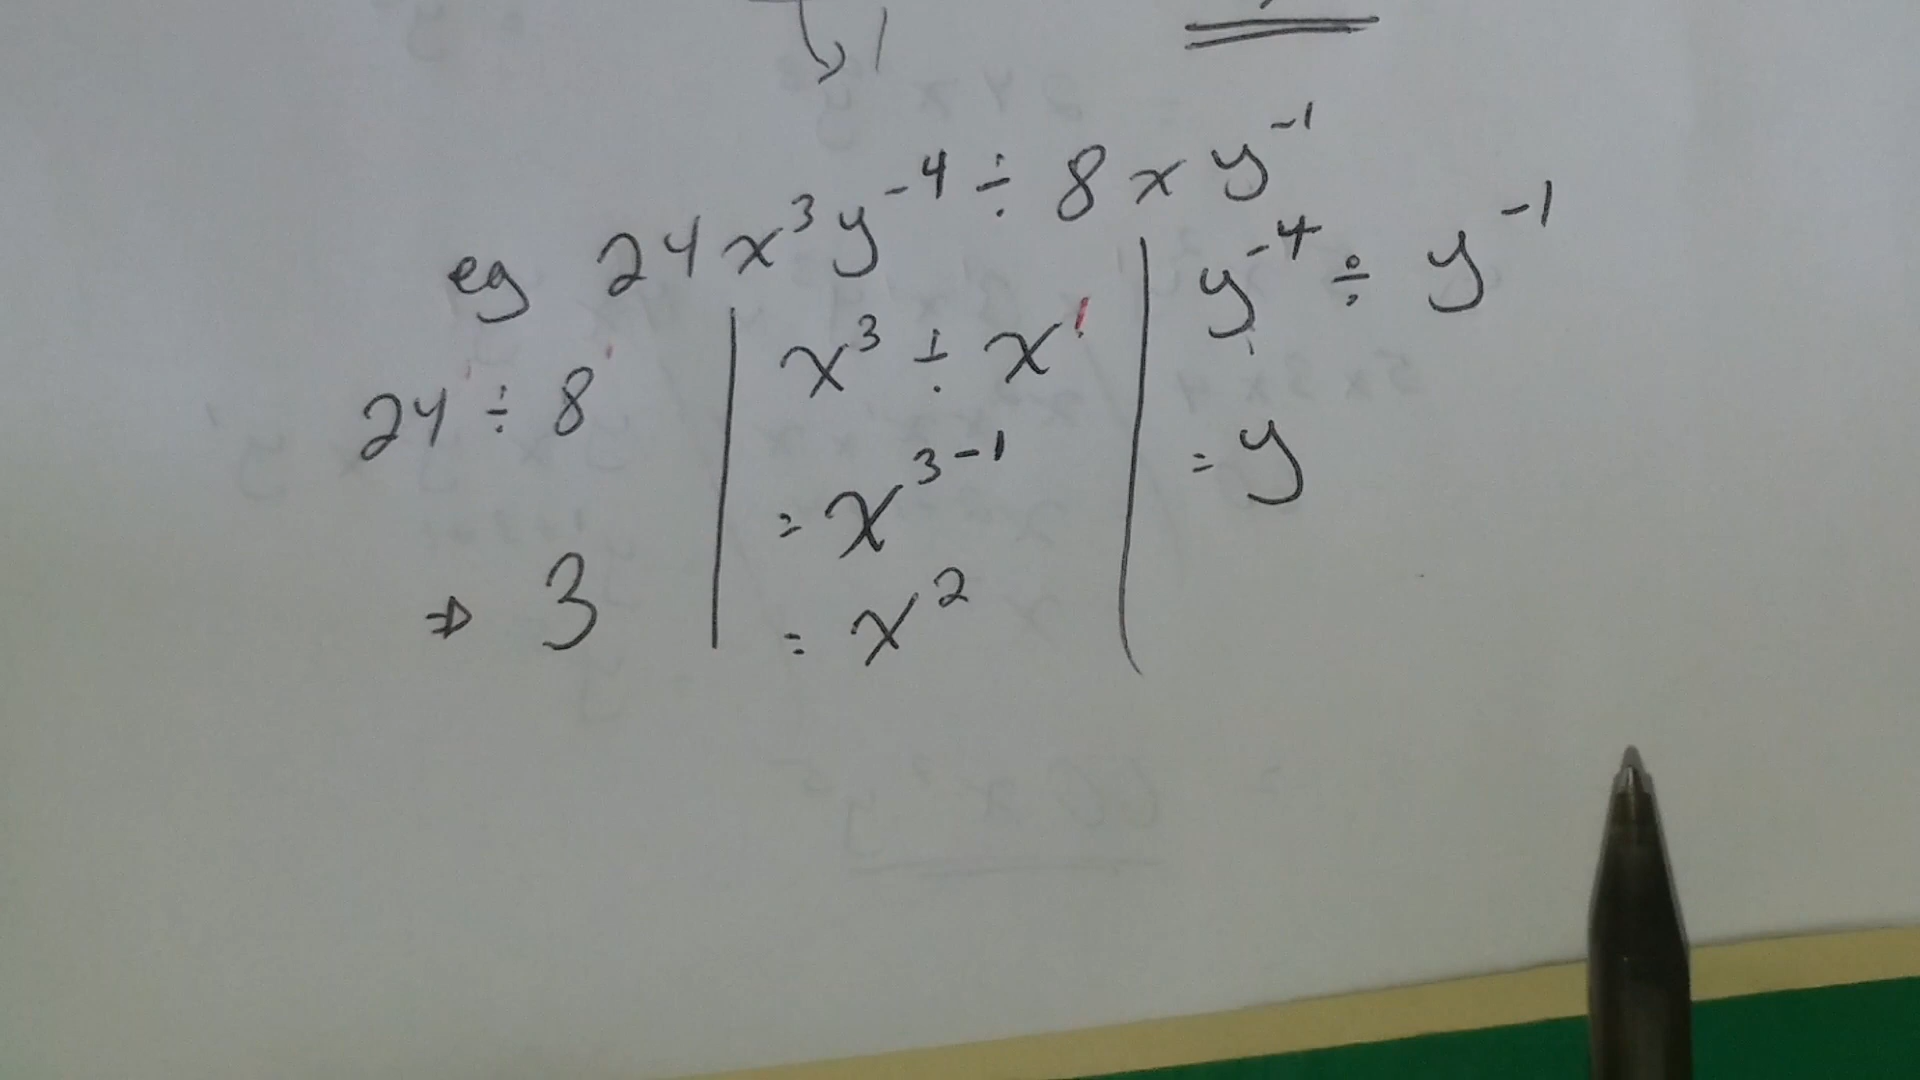 eg 24x³y⁻⁴ ÷ 8xy⁻¹
24 ÷ 8
⇒ 3
x³ ÷ x¹
= x³⁻¹
= x²
y⁻⁴ ÷ y⁻¹
= y